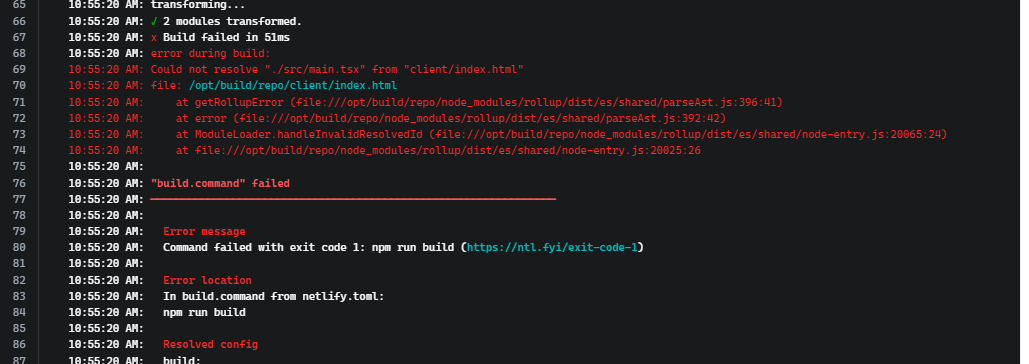 65 10:55:20 AM: transforming...
66 10:55:20 AM: ✓ 2 modules transformed.
67 10:55:20 AM: x Build failed in 51ms
68 10:55:20 AM: error during build:
69 10:55:20 AM: Could not resolve "./src/main.tsx" from "client/index.html"
70 10:55:20 AM: file: /opt/build/repo/client/index.html
71 10:55:20 AM:     at getRollupError (file:///opt/build/repo/node_modules/rollup/dist/es/shared/parseAst.js:396:41)
72 10:55:20 AM:     at error (file:///opt/build/repo/node_modules/rollup/dist/es/shared/parseAst.js:392:42)
73 10:55:20 AM:     at ModuleLoader.handleInvalidResolvedId (file:///opt/build/repo/node_modules/rollup/dist/es/shared/node-entry.js:20065:24)
74 10:55:20 AM:     at file:///opt/build/repo/node_modules/rollup/dist/es/shared/node-entry.js:20025:26
75 10:55:20 AM:
76 10:55:20 AM: "build.command" failed
77 10:55:20 AM: ────────────────────────────────────────────────────────────────
78 10:55:20 AM:
79 10:55:20 AM:   Error message
80 10:55:20 AM:   Command failed with exit code 1: npm run build (https://ntl.fyi/exit-code-1)
81 10:55:20 AM:
82 10:55:20 AM:   Error location
83 10:55:20 AM:   In build.command from netlify.toml:
84 10:55:20 AM:   npm run build
85 10:55:20 AM:
86 10:55:20 AM:   Resolved config
87 10:55:20 AM:   build: